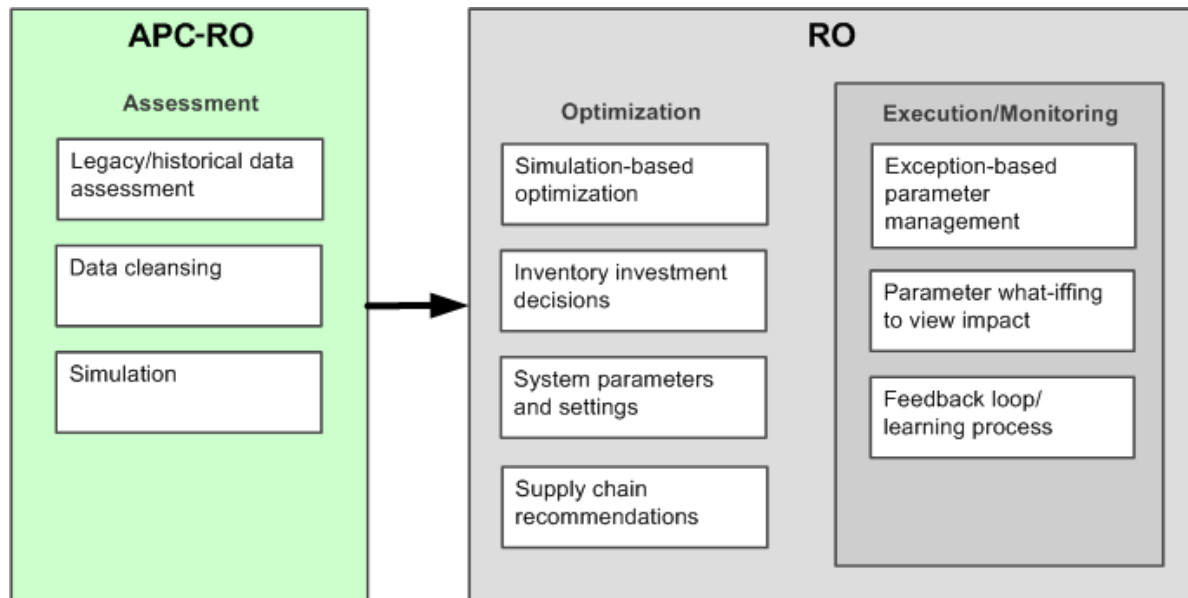 APC-RO
Assessment
Legacy/historical data
assessment
Data cleansing
Simulation
RO
Optimization
Simulation-based
optimization
Inventory investment
decisions
System parameters
and settings
Supply chain
recommendations
Execution/Monitoring
Exception-based
parameter
management
Parameter what-iffing
to view impact
Feedback loop/
learning process